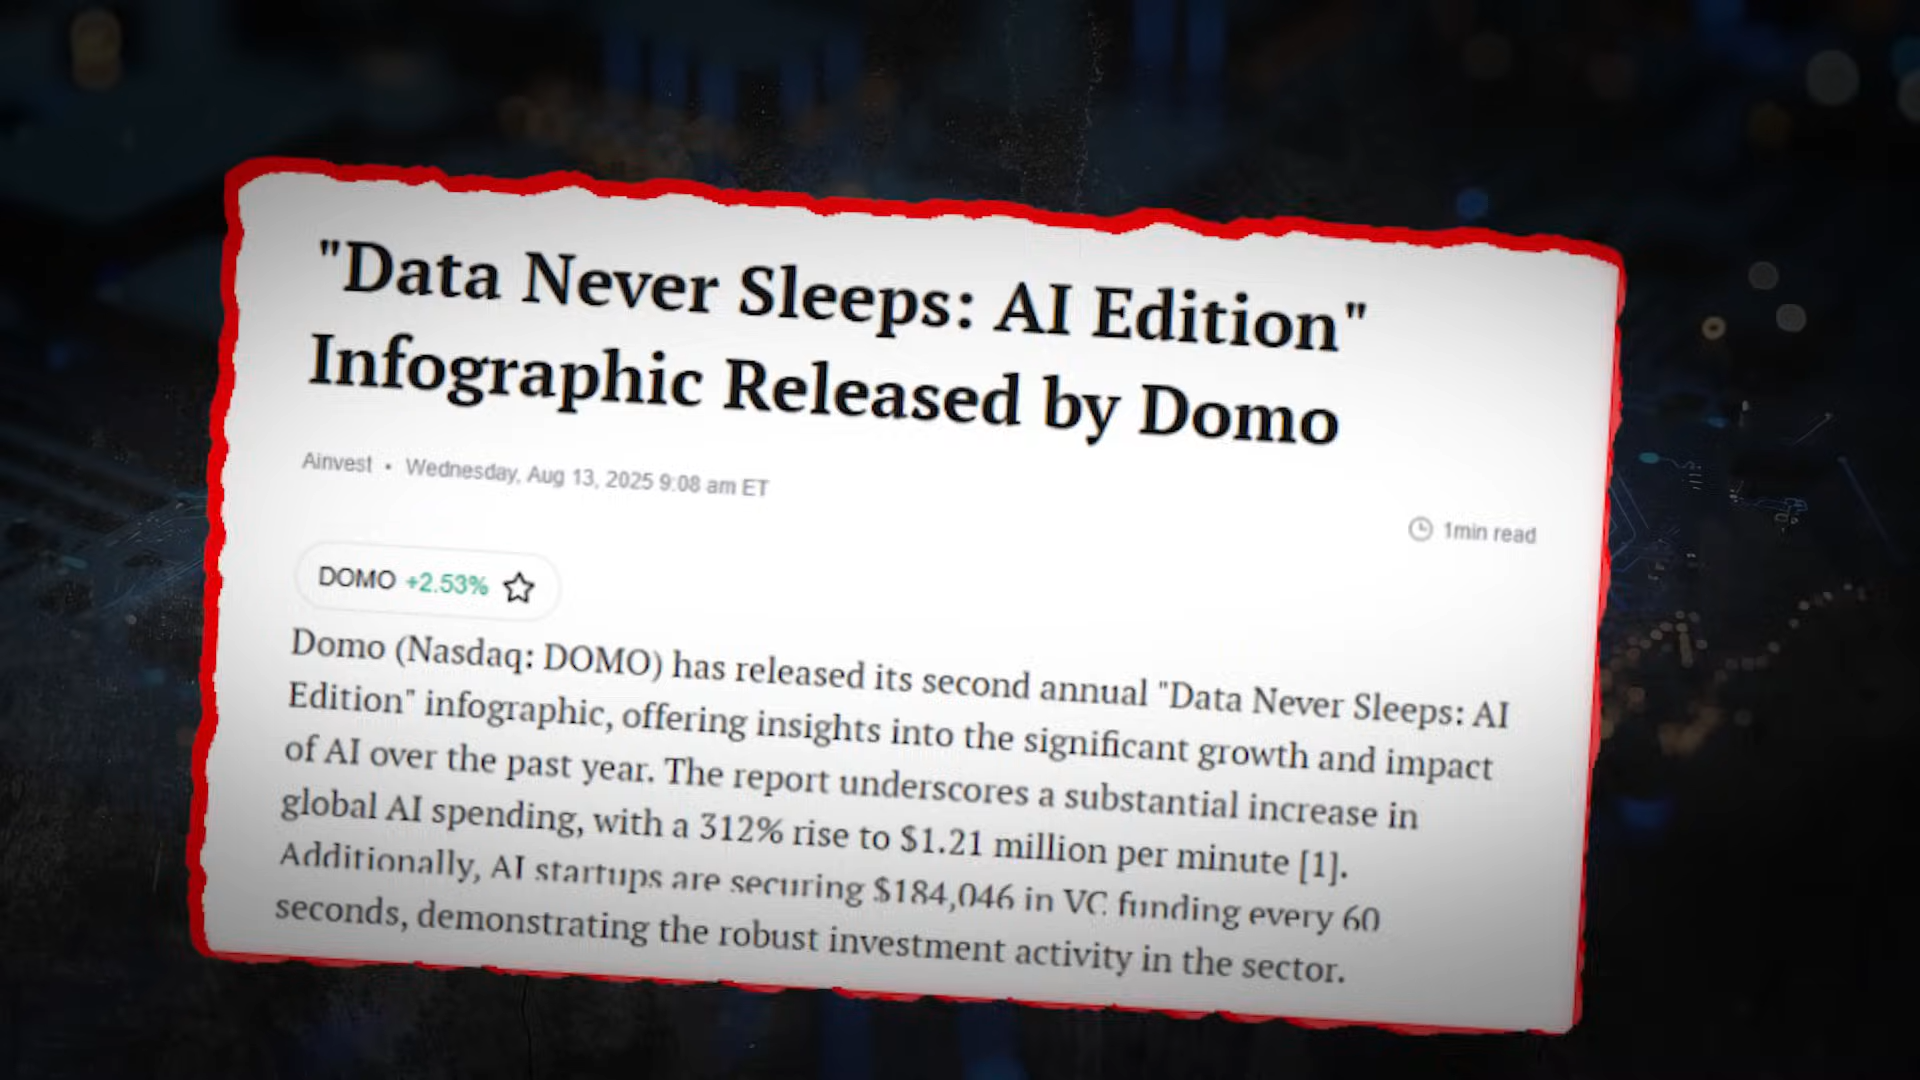 "Data Never Sleeps: AI Edition"
Infographic Released by Domo
Ainvest • Wednesday, Aug 13, 2025 9:08 am ET
1min read
DOMO +2.53%
Domo (Nasdaq: DOMO) has released its second annual "Data Never Sleeps: AI
Edition" infographic, offering insights into the significant growth and impact
of AI over the past year. The report underscores a substantial increase in
global AI spending, with a 312% rise to $1.21 million per minute [1].
Additionally, AI startups are securing $184,046 in VC funding every 60
seconds, demonstrating the robust investment activity in the sector.